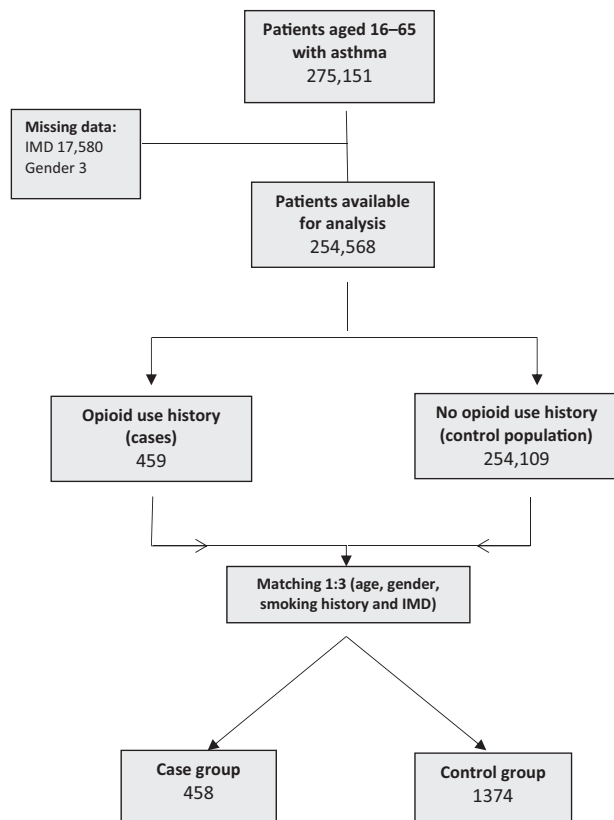 Patients aged 16–65
with asthma
275,151
Missing data:
IMD 17,580
Gender 3
Patients available
for analysis
254,568
Opioid use history
(cases)
459
No opioid use history
(control population)
254,109
Matching 1:3 (age, gender,
smoking history and IMD)
Case group
458
Control group
1374